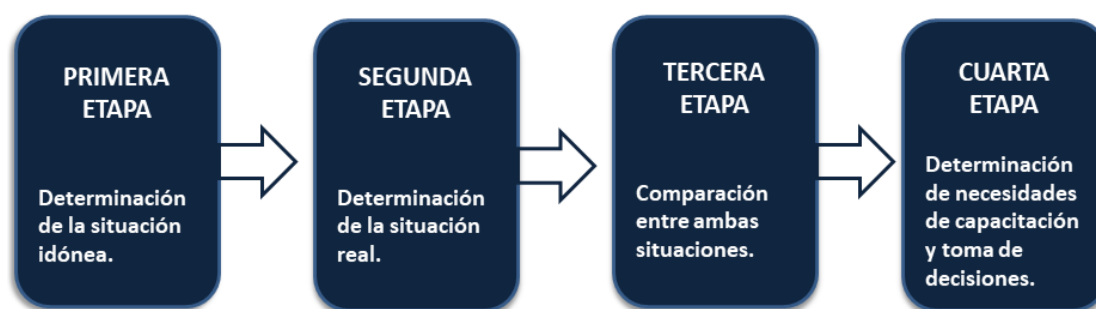 PRIMERA
ETAPA
Determinación
de la situación
idónea.
SEGUNDA
ETAPA
Determinación
de la situación
real.
TERCERA
ETAPA
Comparación
entre ambas
situaciones.
CUARTA
ETAPA
Determinación
de necesidades
de capacitación
y toma de
decisiones.